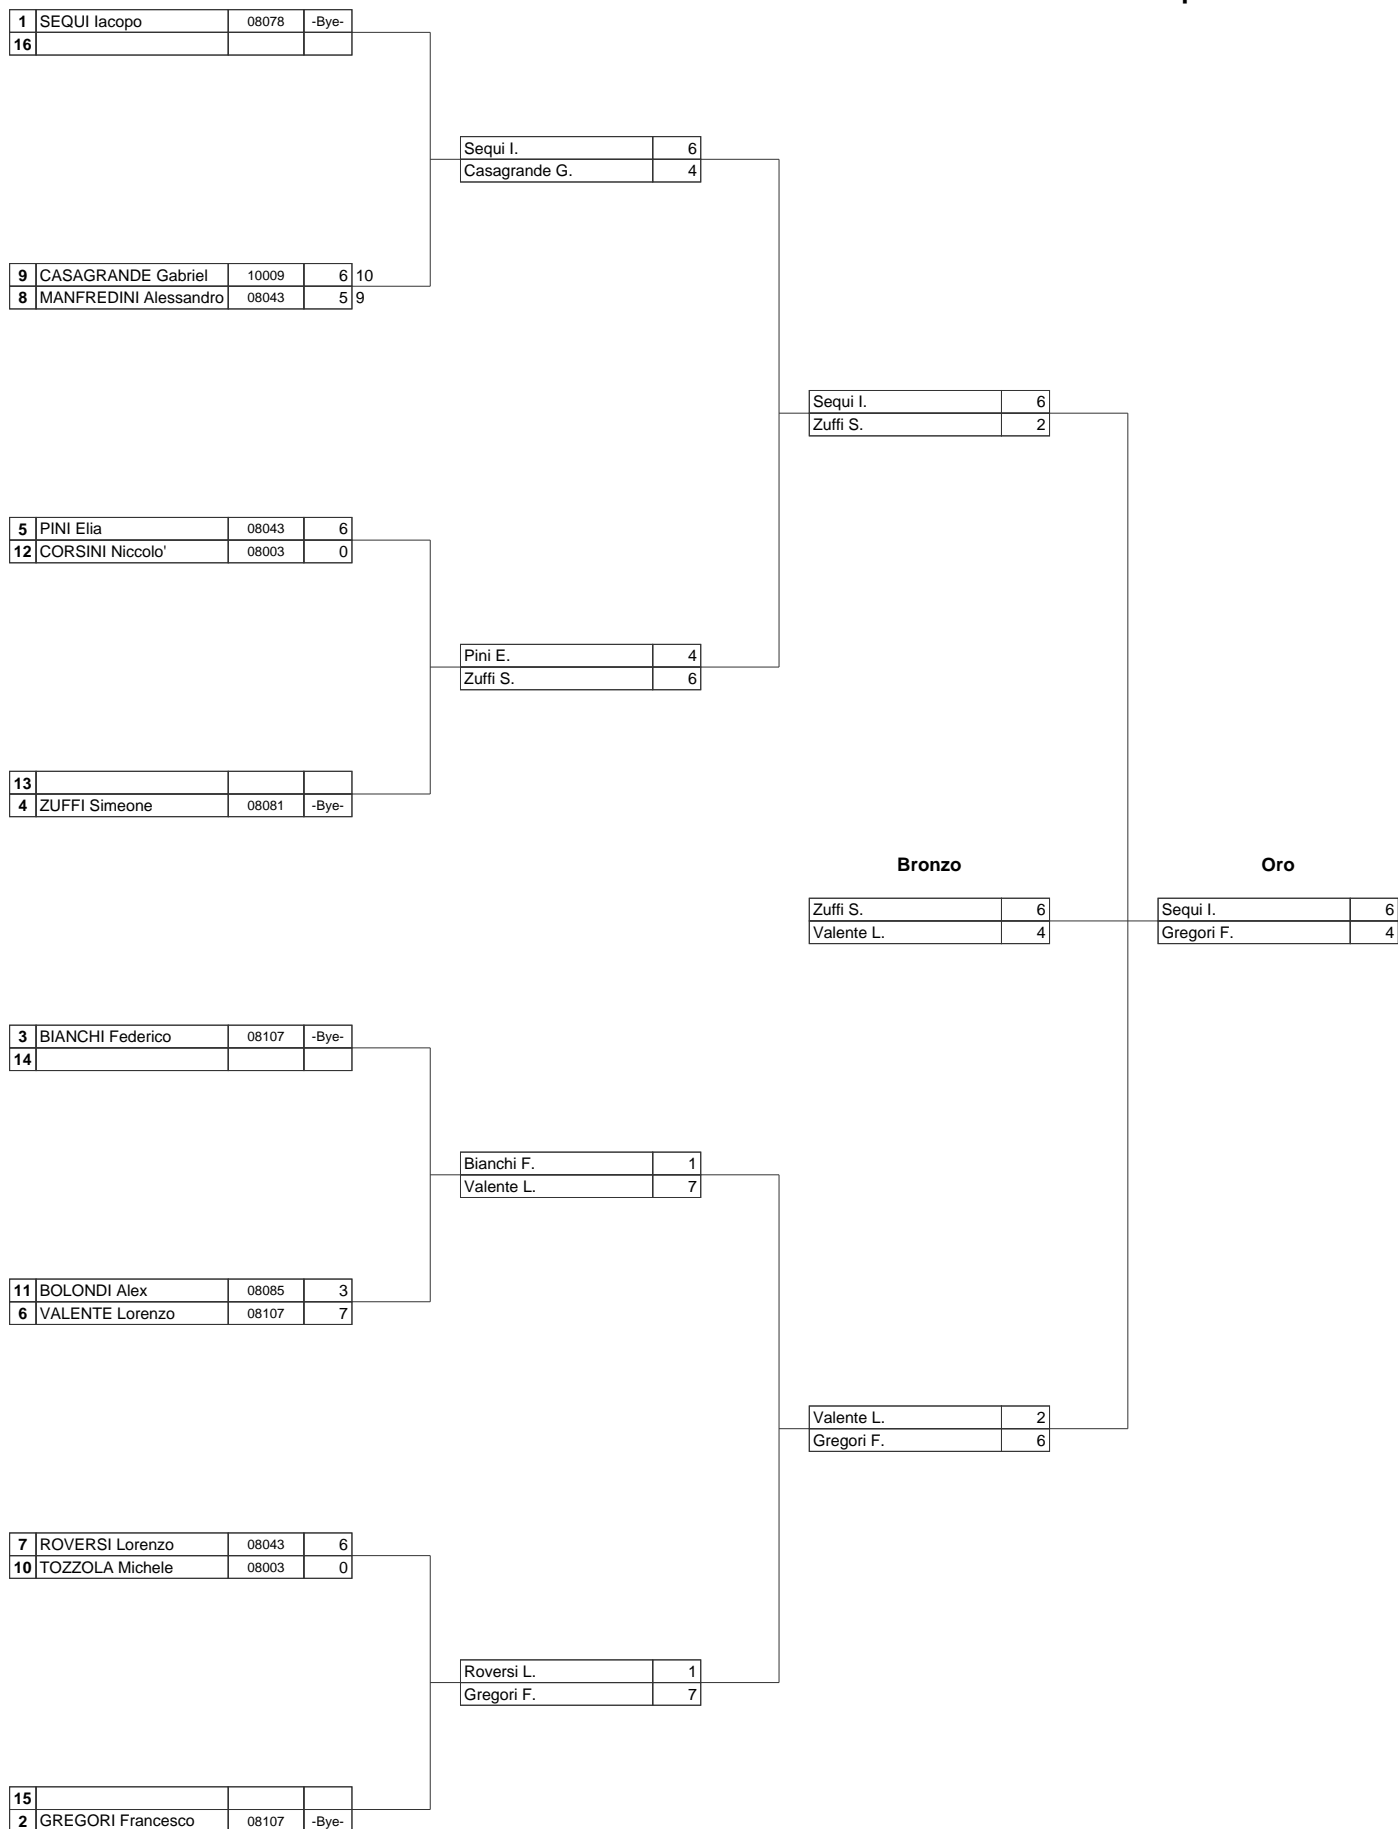 1 SEQUI Iacopo 08078 -Bye-
16
Sequi I. 6
Casagrande G. 4
9 CASAGRANDE Gabriel 10009 6 10
8 MANFREDINI Alessandro 08043 5 9
Sequi I. 6
Zuffi S. 2
5 PINI Elia 08043 6
12 CORSINI Niccolo' 08003 0
Pini E. 4
Zuffi S. 6
13
4 ZUFFI Simeone 08081 -Bye-
Bronzo Oro
Zuffi S. 6 Sequi I. 6
Valente L. 4 Gregori F. 4
3 BIANCHI Federico 08107 -Bye-
14
Bianchi F. 1
Valente L. 7
11 BOLONDI Alex 08085 3
6 VALENTE Lorenzo 08107 7
Valente L. 2
Gregori F. 6
7 ROVERSI Lorenzo 08043 6
10 TOZZOLA Michele 08003 0
Roversi L. 1
Gregori F. 7
15
2 GREGORI Francesco 08107 -Bye-